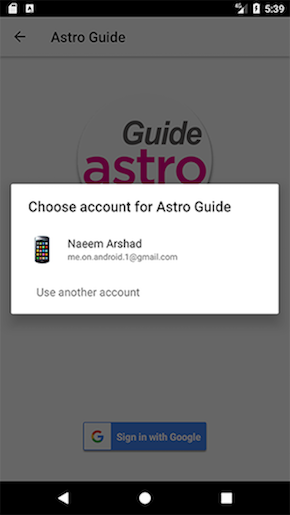 5:39
Astro Guide
Guide
astro
Choose account for Astro Guide
Naeem Arshad
me.on.android.1@gmail.com
Use another account
G Sign in with Google